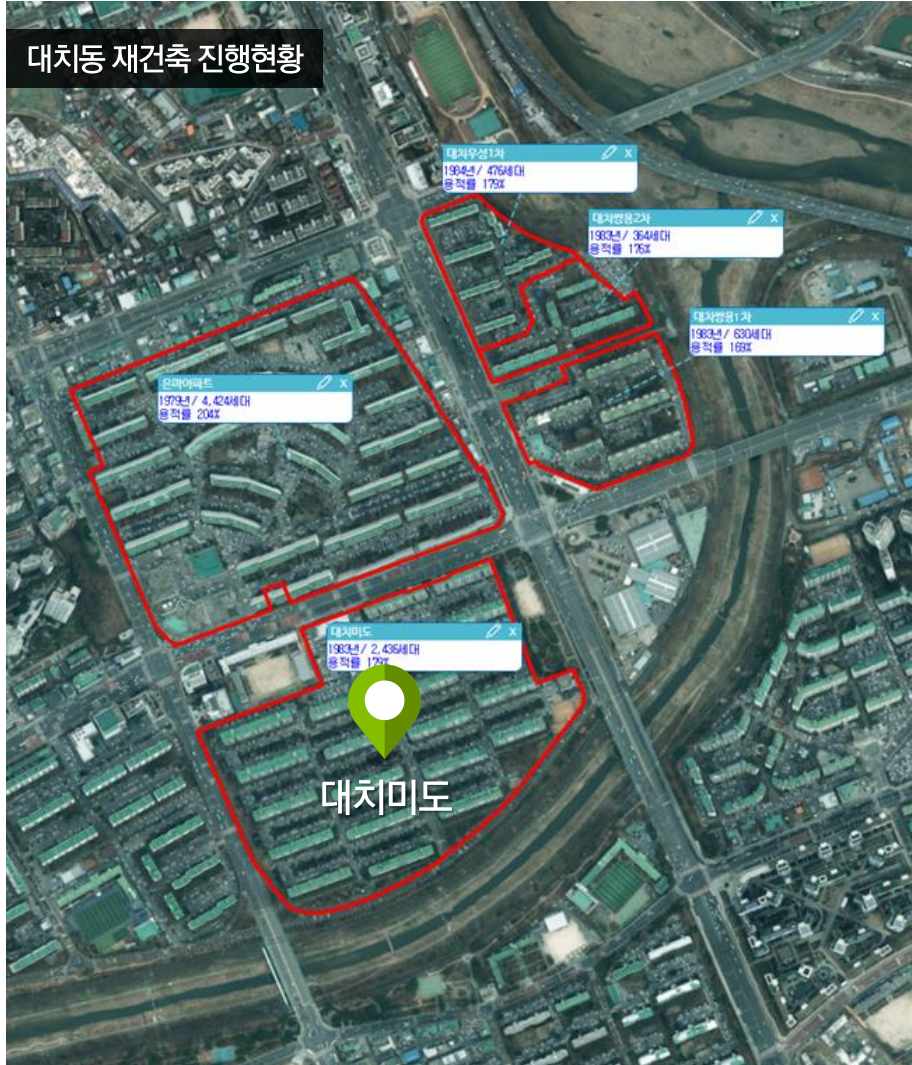 대치동 재건축 진행현황
대치우성1차
1984년/ 476세대
용적률 179%
대치쌍용2차
1983년/ 364세대
용적률 176%
대치쌍용1차
1983년/ 630세대
용적률 169%
은마아파트
1979년/ 4,424세대
용적률 204%
대치미도
1983년/ 2,436세대
용적률 179%
대치미도